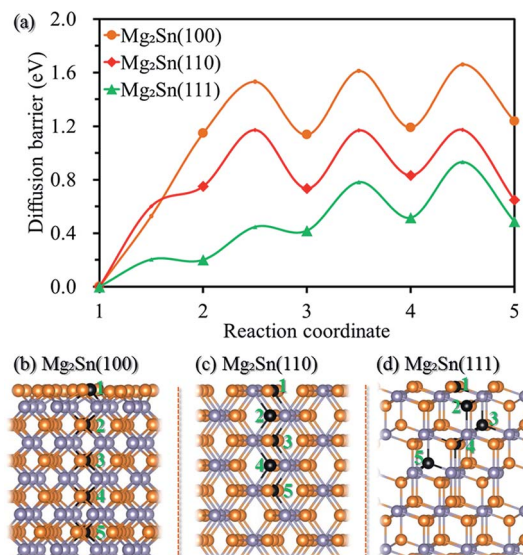 (a)
2.0
1.6
1.2
0.8
0.4
0.0
Diffusion barrier (eV)
Mg₂Sn(100)
Mg₂Sn(110)
Mg₂Sn(111)
1 2 3 4 5
Reaction coordinate
(b) Mg₂Sn(100)
1
2
3
4
5
(c) Mg₂Sn(110)
1
2
3
4
5
(d) Mg₂Sn(111)
1
2
3
4
5